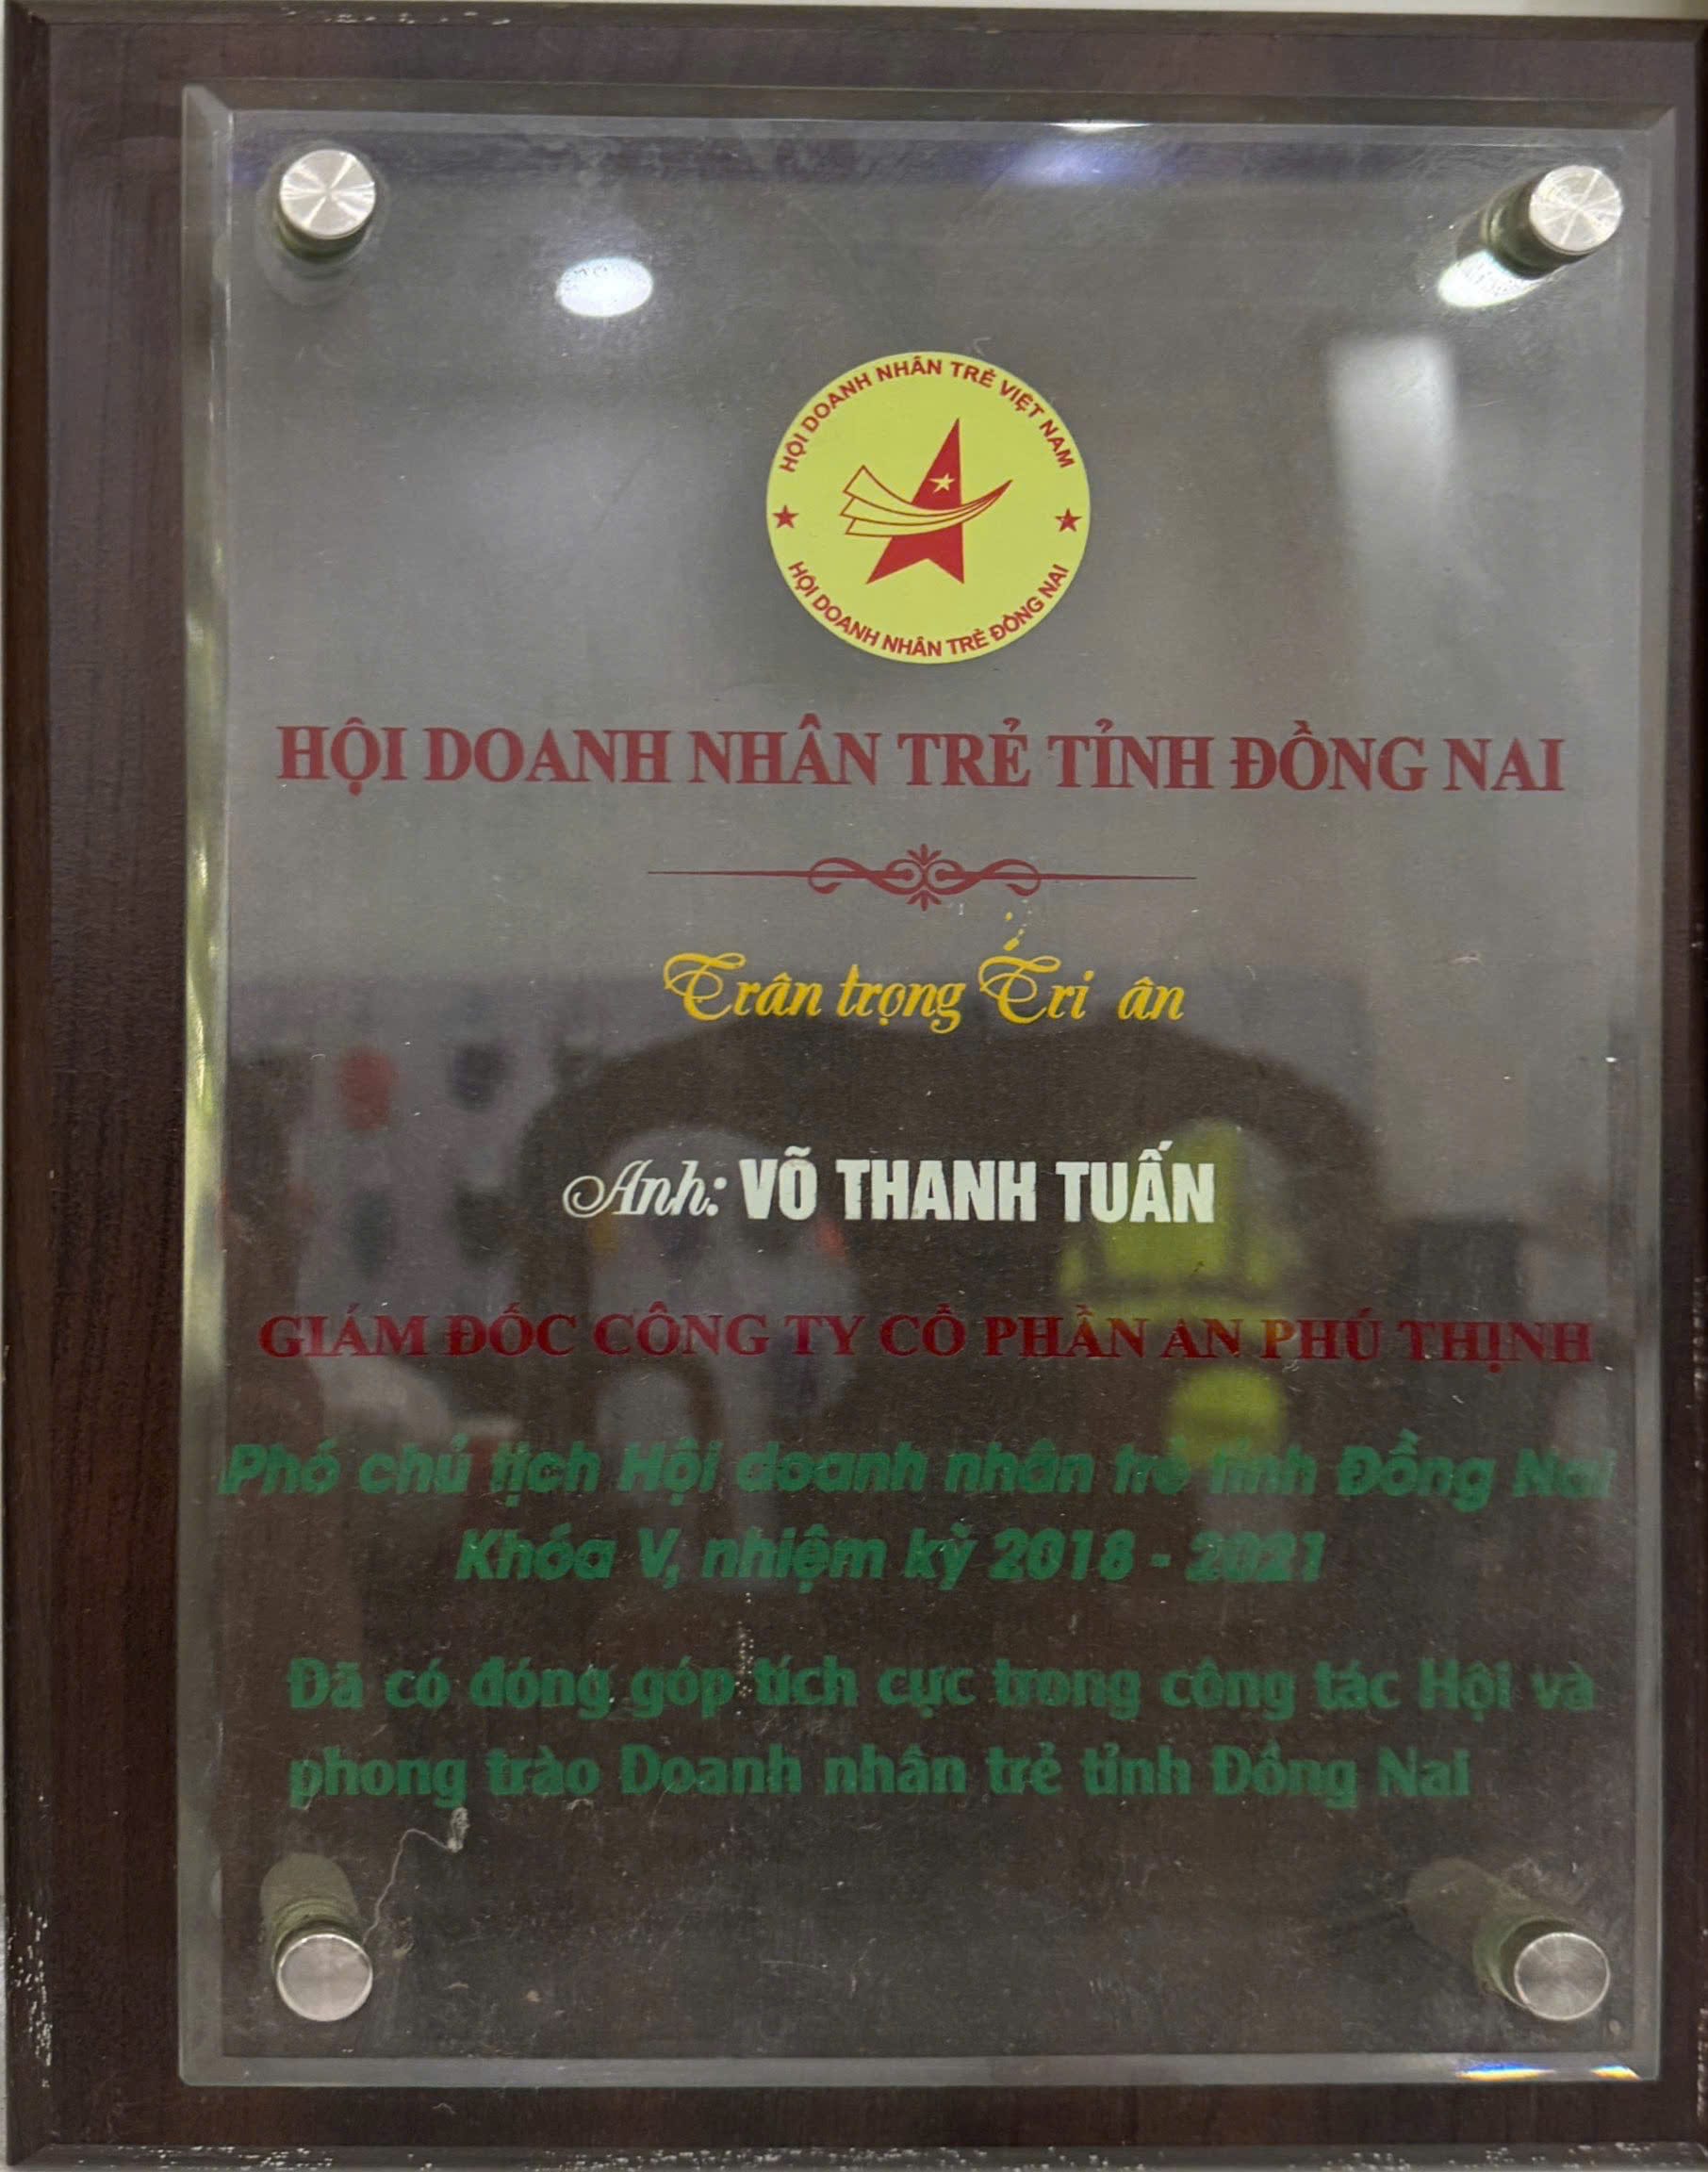 HỘI DOANH NHÂN TRẺ VIỆT NAM
HỘI DOANH NHÂN TRẺ ĐỒNG NAI
HỘI DOANH NHÂN TRẺ TỈNH ĐỒNG NAI
Trân trọng Tri ân
Anh: VÕ THANH TUẤN
GIÁM ĐỐC CÔNG TY CỔ PHẦN AN PHÚ THỊNH
Phó chủ tịch Hội doanh nhân trẻ tỉnh Đồng Nai
Khóa V, nhiệm kỳ 2018 - 2021
Đã có đóng góp tích cực trong công tác Hội và
phong trào Doanh nhân trẻ tỉnh Đồng Nai